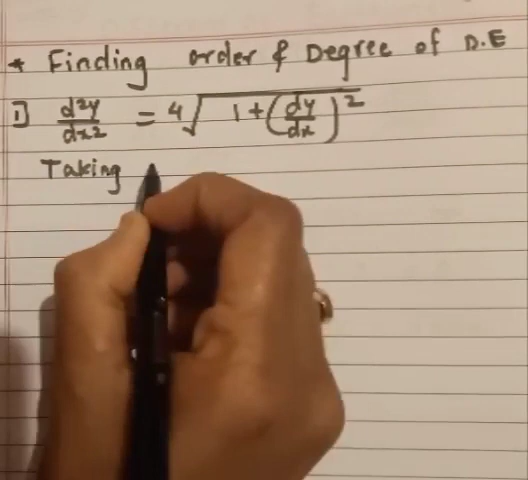 * Finding order & Degree of D.E
1] d²y/dx² = ⁴√(1+(dy/dx)²)
Taking